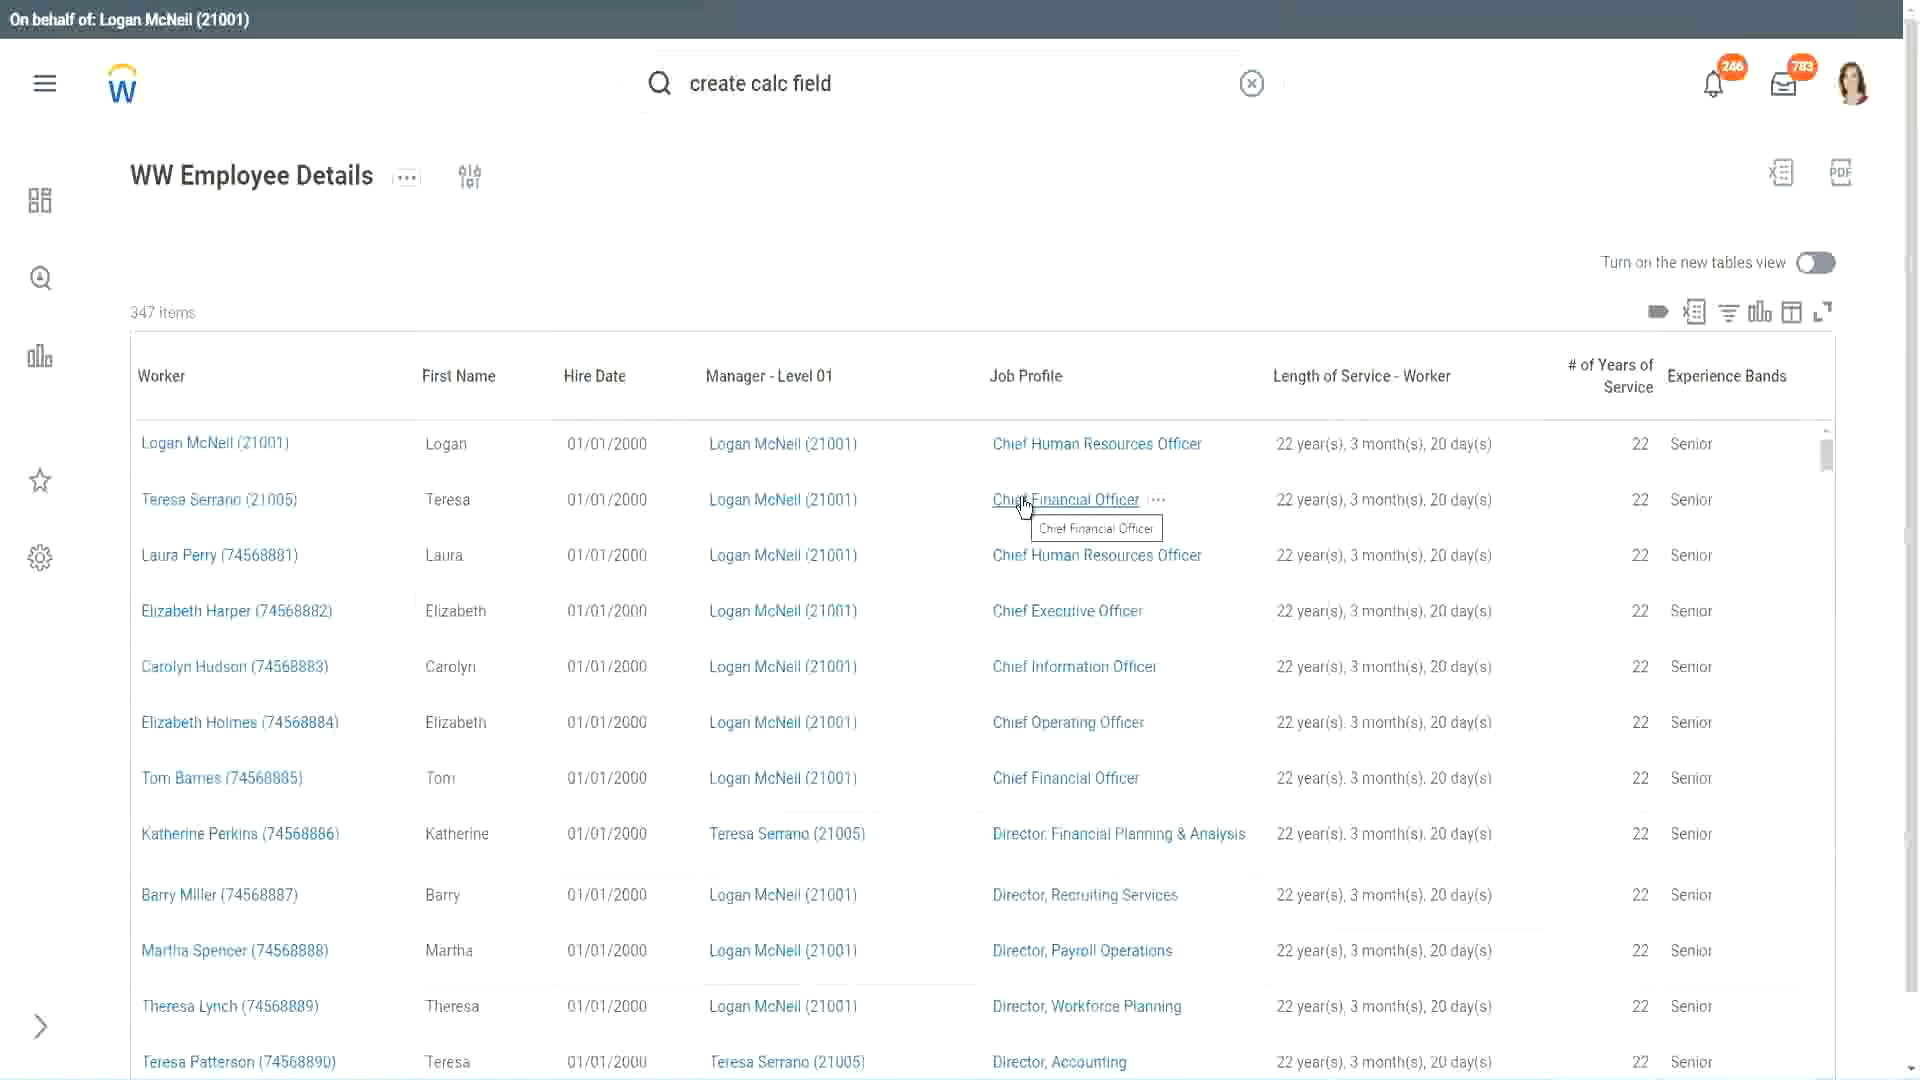 On behalf of: Logan McNeil (21001)
W
create calc field
246
783
WW Employee Details
PDF
Turn on the new tables view
347 items
Worker First Name Hire Date Manager - Level 01 Job Profile Length of Service - Worker # of Years of Service Experience Bands
Logan McNeil (21001) Logan 01/01/2000 Logan McNeil (21001) Chief Human Resources Officer 22 year(s), 3 month(s), 20 day(s) 22 Senior
Teresa Serrano (21005) Teresa 01/01/2000 Logan McNeil (21001) Chief Financial Officer 22 year(s), 3 month(s), 20 day(s) 22 Senior
Chief Financial Officer
Laura Perry (74568881) Laura 01/01/2000 Logan McNeil (21001) Chief Human Resources Officer 22 year(s), 3 month(s), 20 day(s) 22 Senior
Elizabeth Harper (74568882) Elizabeth 01/01/2000 Logan McNeil (21001) Chief Executive Officer 22 year(s), 3 month(s), 20 day(s) 22 Senior
Carolyn Hudson (74568883) Carolyn 01/01/2000 Logan McNeil (21001) Chief Information Officer 22 year(s), 3 month(s), 20 day(s) 22 Senior
Elizabeth Holmes (74568884) Elizabeth 01/01/2000 Logan McNeil (21001) Chief Operating Officer 22 year(s), 3 month(s), 20 day(s) 22 Senior
Tom Barnes (74568885) Tom 01/01/2000 Logan McNeil (21001) Chief Financial Officer 22 year(s), 3 month(s), 20 day(s) 22 Senior
Katherine Perkins (74568886) Katherine 01/01/2000 Teresa Serrano (21005) Director, Financial Planning & Analysis 22 year(s), 3 month(s), 20 day(s) 22 Senior
Barry Miller (74568887) Barry 01/01/2000 Logan McNeil (21001) Director, Recruiting Services 22 year(s), 3 month(s), 20 day(s) 22 Senior
Martha Spencer (74568888) Martha 01/01/2000 Logan McNeil (21001) Director, Payroll Operations 22 year(s), 3 month(s), 20 day(s) 22 Senior
Theresa Lynch (74568889) Theresa 01/01/2000 Logan McNeil (21001) Director, Workforce Planning 22 year(s), 3 month(s), 20 day(s) 22 Senior
Teresa Patterson (74568890) Teresa 01/01/2000 Teresa Serrano (21005) Director, Accounting 22 year(s), 3 month(s), 20 day(s) 22 Senior